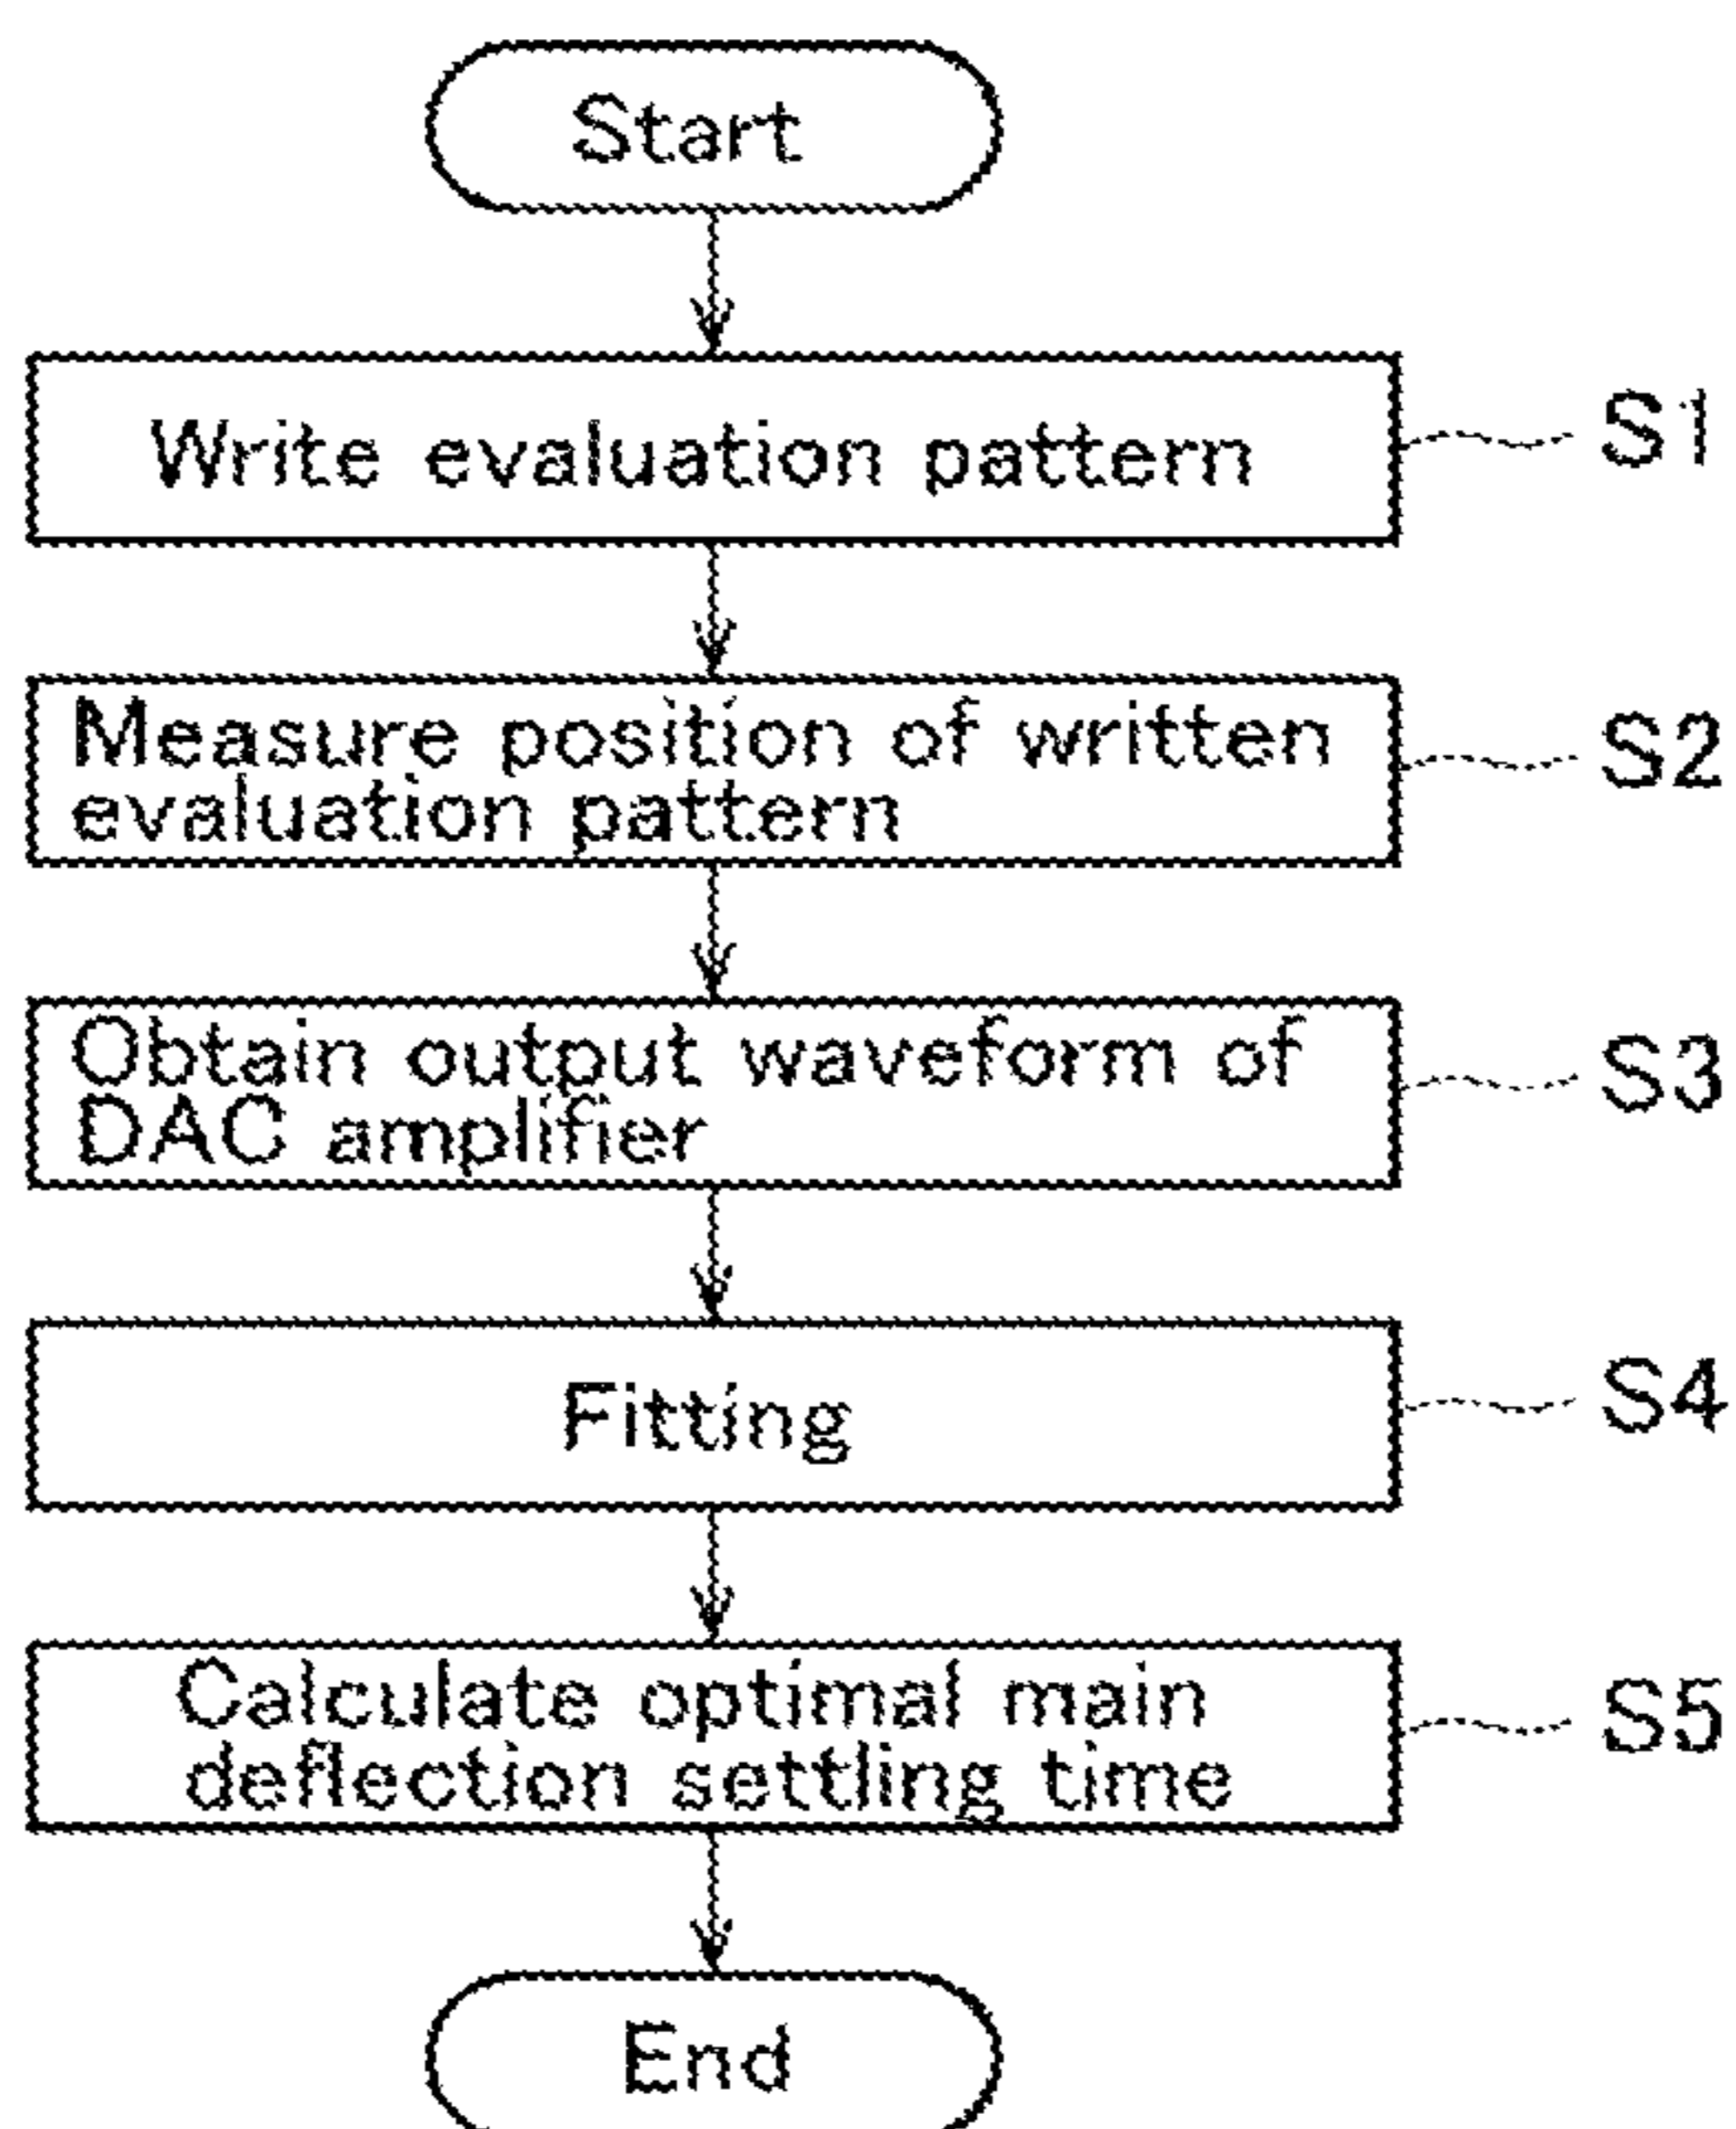 Start
Write evaluation pattern
S1
Measure position of written
evaluation pattern
S2
Obtain output waveform of
DAC amplifier
S3
Fitting
S4
Calculate optimal main
deflection settling time
S5
End